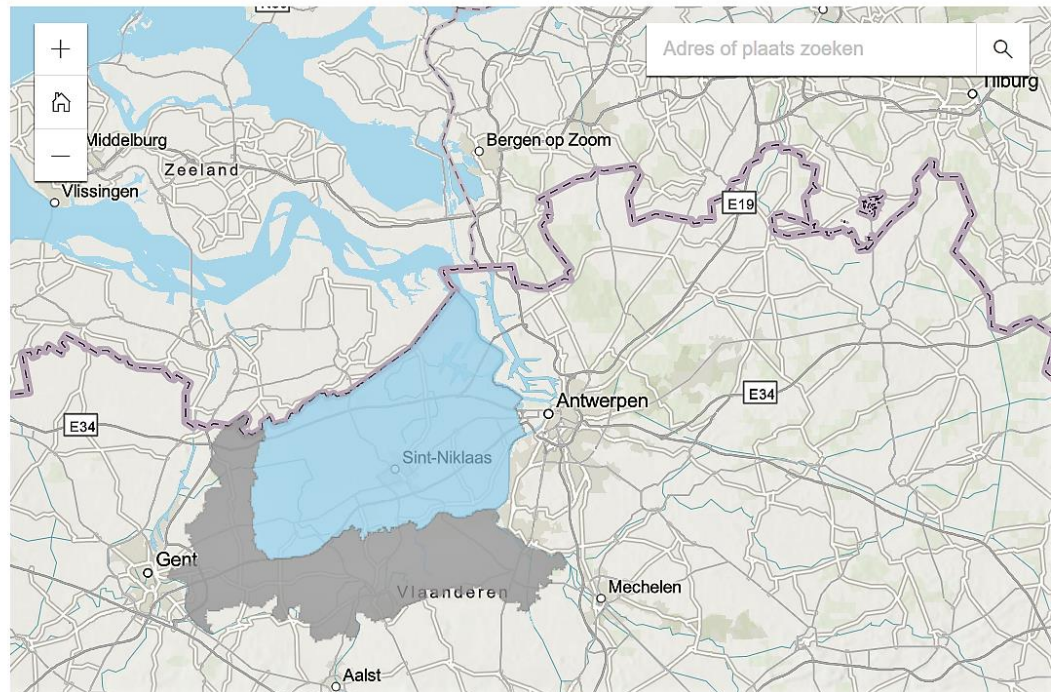 +
Adres of plaats zoeken
Tilburg
Middelburg
Bergen op Zoom
Zeeland
Vlissingen
E19
Antwerpen
E34
E34
Sint-Niklaas
Gent
Vlaanderen
Mechelen
Aalst